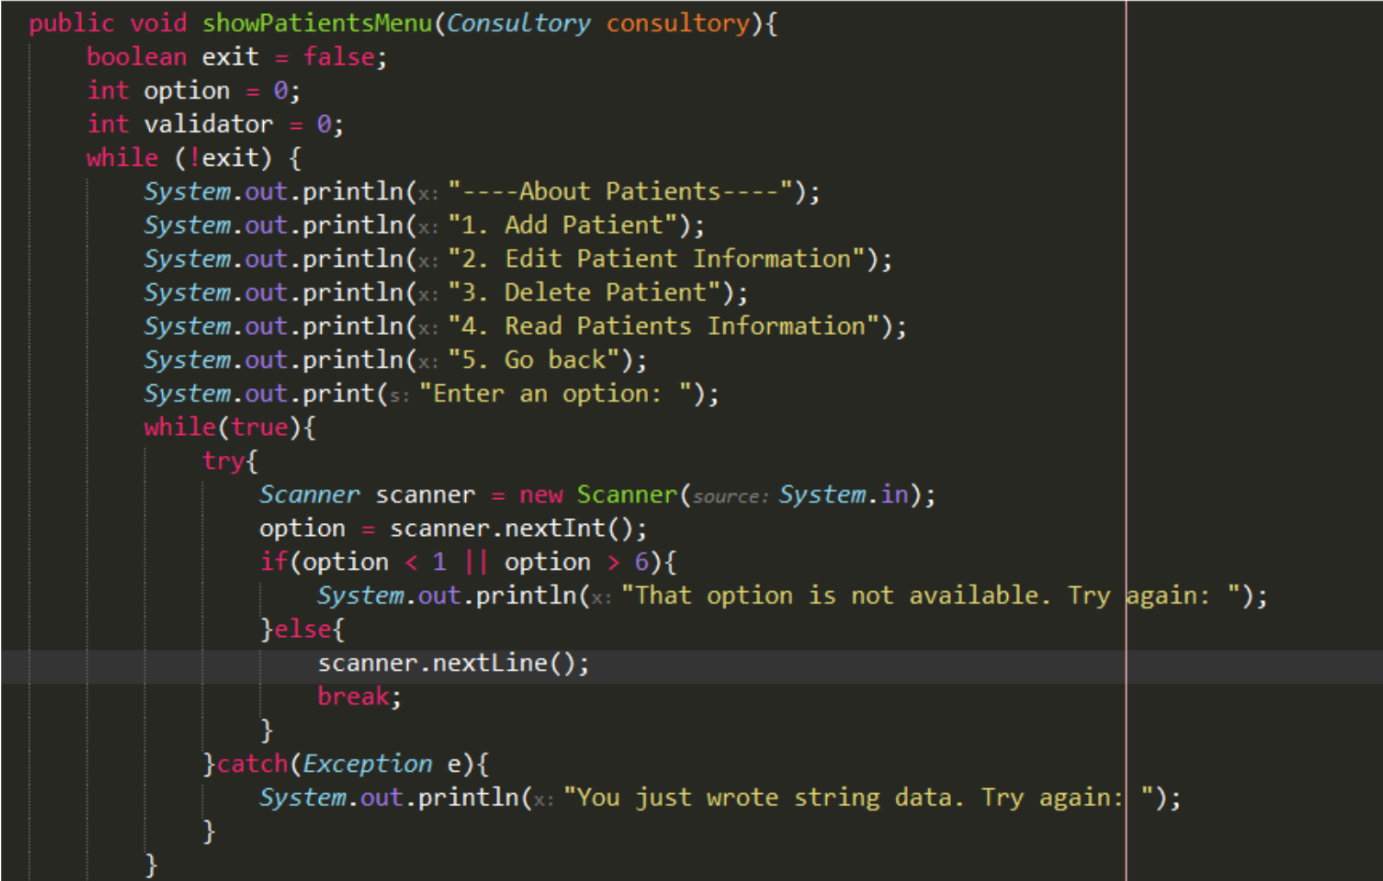 public void showPatientsMenu(Consultory consultory){
boolean exit = false;
int option = 0;
int validator = 0;
while (!exit) {
System.out.println(x: "----About Patients----");
System.out.println(x: "1. Add Patient");
System.out.println(x: "2. Edit Patient Information");
System.out.println(x: "3. Delete Patient");
System.out.println(x: "4. Read Patients Information");
System.out.println(x: "5. Go back");
System.out.print(s: "Enter an option: ");
while(true){
try{
Scanner scanner = new Scanner(source: System.in);
option = scanner.nextInt();
if(option < 1 || option > 6){
System.out.println(x: "That option is not available. Try again: ");
}else{
scanner.nextLine();
break;
}
}catch(Exception e){
System.out.println(x: "You just wrote string data. Try again: ");
}
}